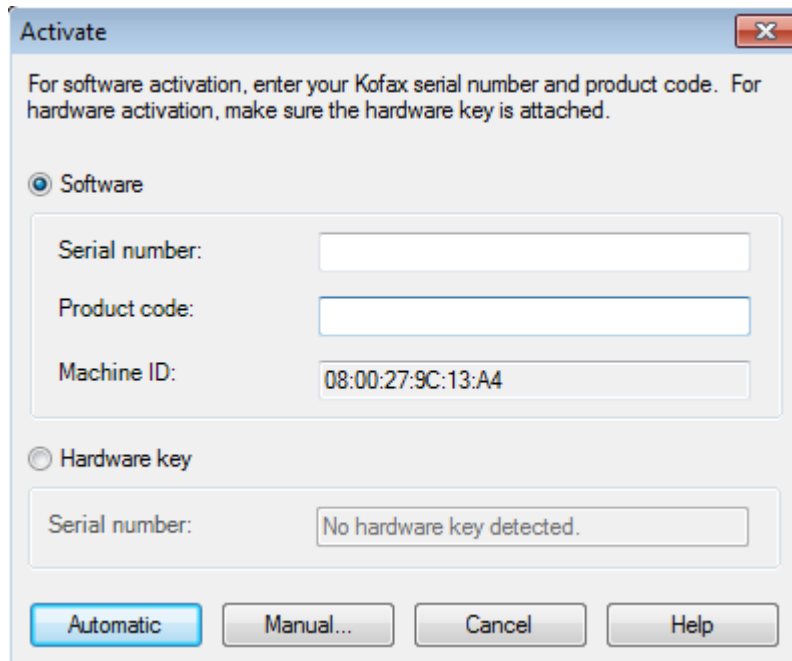 Activate
For software activation, enter your Kofax serial number and product code.  For
hardware activation, make sure the hardware key is attached.
Software
Serial number:
Product code:
Machine ID: 08:00:27:9C:13:A4
Hardware key
Serial number: No hardware key detected.
Automatic Manual... Cancel Help